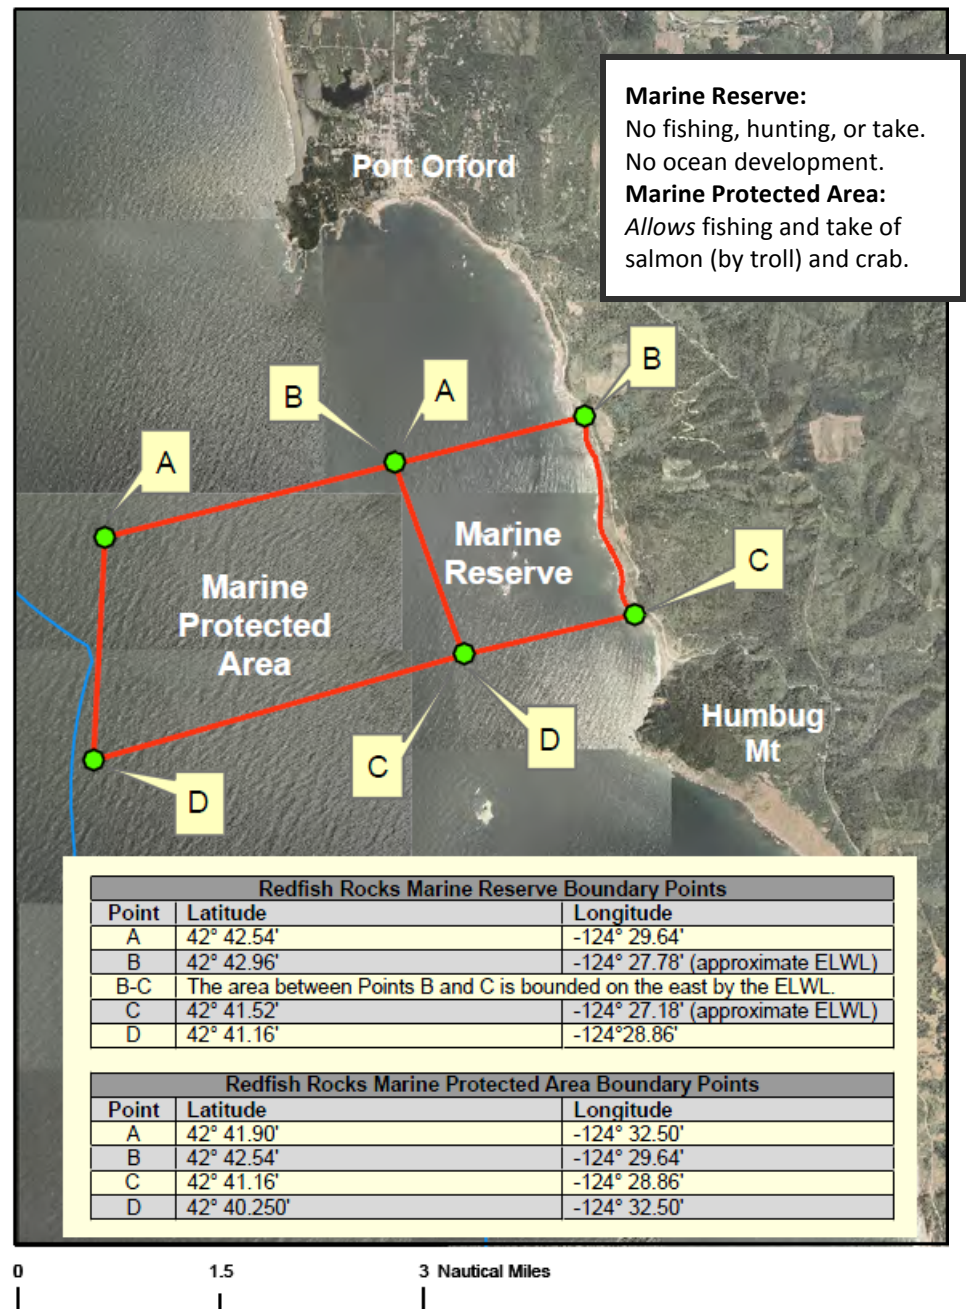 Marine Reserve:
No fishing, hunting, or take.
No ocean development.
Marine Protected Area:
Allows fishing and take of
salmon (by troll) and crab.
Port Orford
B
A
B
A
Marine
Reserve
C
Marine
Protected
Area
Humbug
Mt
D
C
D
Redfish Rocks Marine Reserve Boundary Points
Point Latitude Longitude
A 42° 42.54' -124° 29.64'
B 42° 42.96' -124° 27.78' (approximate ELWL)
B-C The area between Points B and C is bounded on the east by the ELWL.
C 42° 41.52' -124° 27.18' (approximate ELWL)
D 42° 41.16' -124°28.86'
Redfish Rocks Marine Protected Area Boundary Points
Point Latitude Longitude
A 42° 41.90' -124° 32.50'
B 42° 42.54' -124° 29.64'
C 42° 41.16' -124° 28.86'
D 42° 40.250' -124° 32.50'
0 1.5 3 Nautical Miles